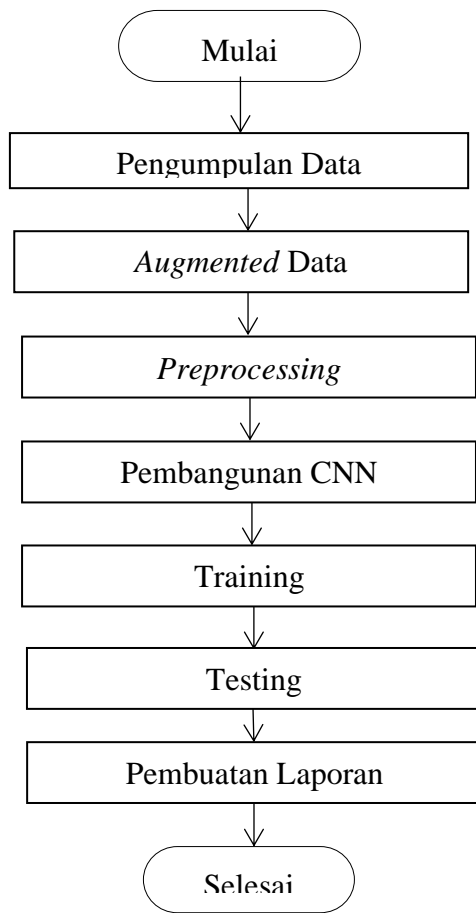 Mulai
Pengumpulan Data
Augmented Data
Preprocessing
Pembangunan CNN
Training
Testing
Pembuatan Laporan
Selesai